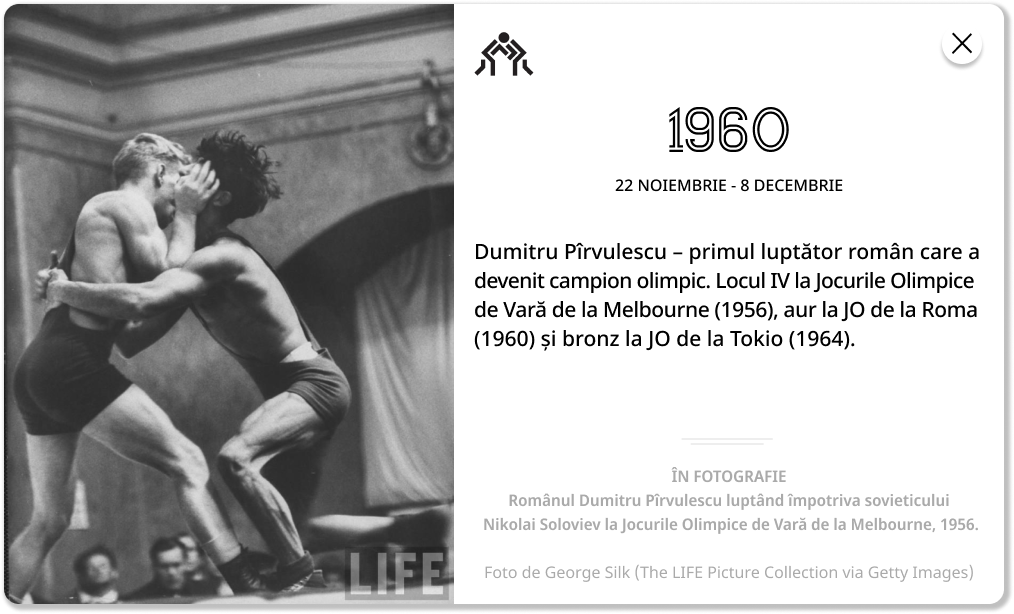 1960
22 NOIEMBRIE - 8 DECEMBRIE
Dumitru Pîrvulescu – primul luptător român care a
devenit campion olimpic. Locul IV la Jocurile Olimpice
de Vară de la Melbourne (1956), aur la JO de la Roma
(1960) și bronz la JO de la Tokio (1964).
ÎN FOTOGRAFIE
Românul Dumitru Pîrvulescu luptând împotriva sovieticului
Nikolai Soloviev la Jocurile Olimpice de Vară de la Melbourne, 1956.
Foto de George Silk (The LIFE Picture Collection via Getty Images)
LIFE